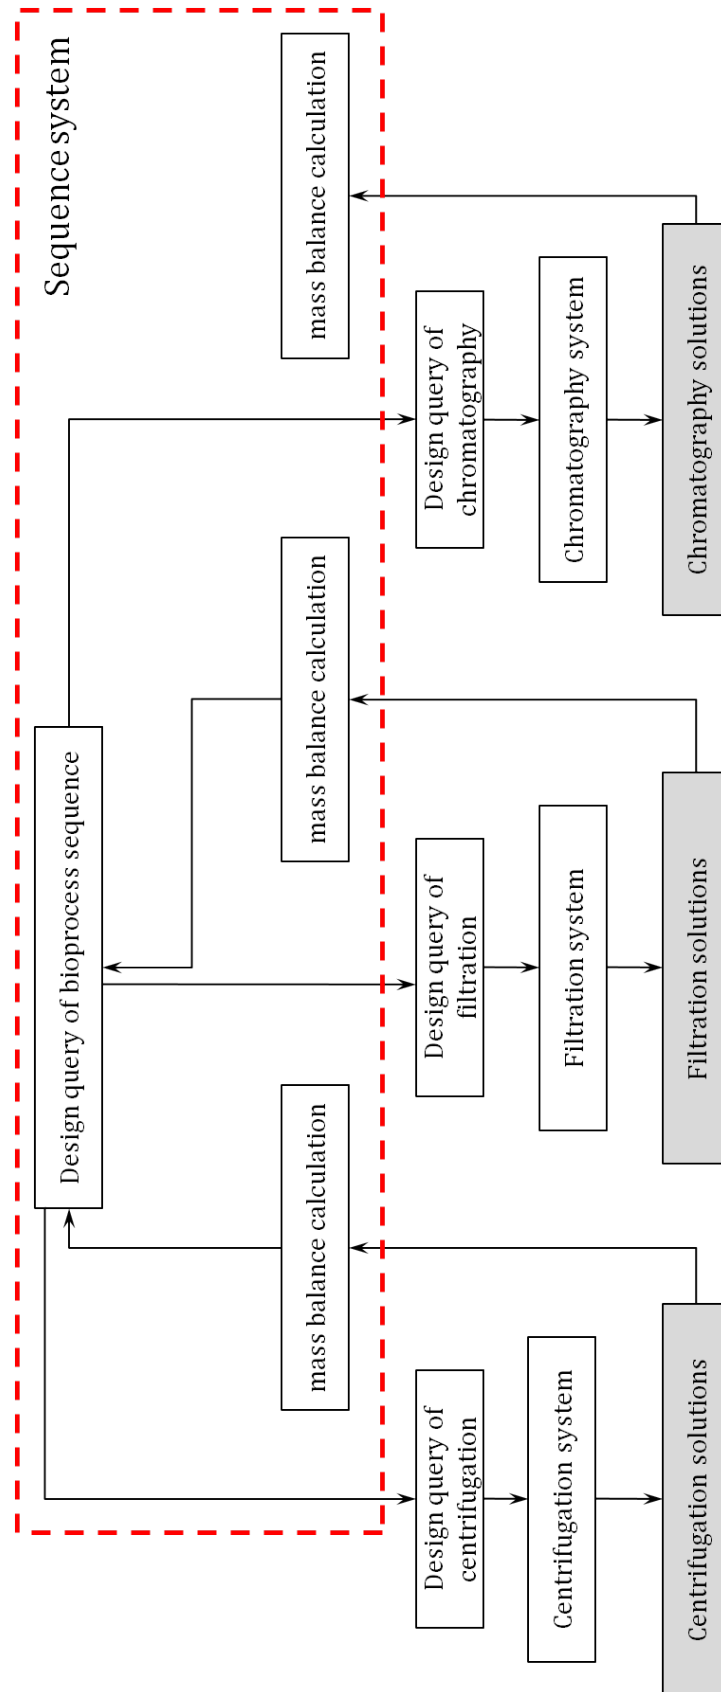 Sequence system
Design query of bioprocess sequence
mass balance calculation
mass balance calculation
mass balance calculation
Design query of
centrifugation
Design query of
filtration
Design query of
chromatography
Centrifugation system
Filtration system
Chromatography system
Centrifugation solutions
Filtration solutions
Chromatography solutions